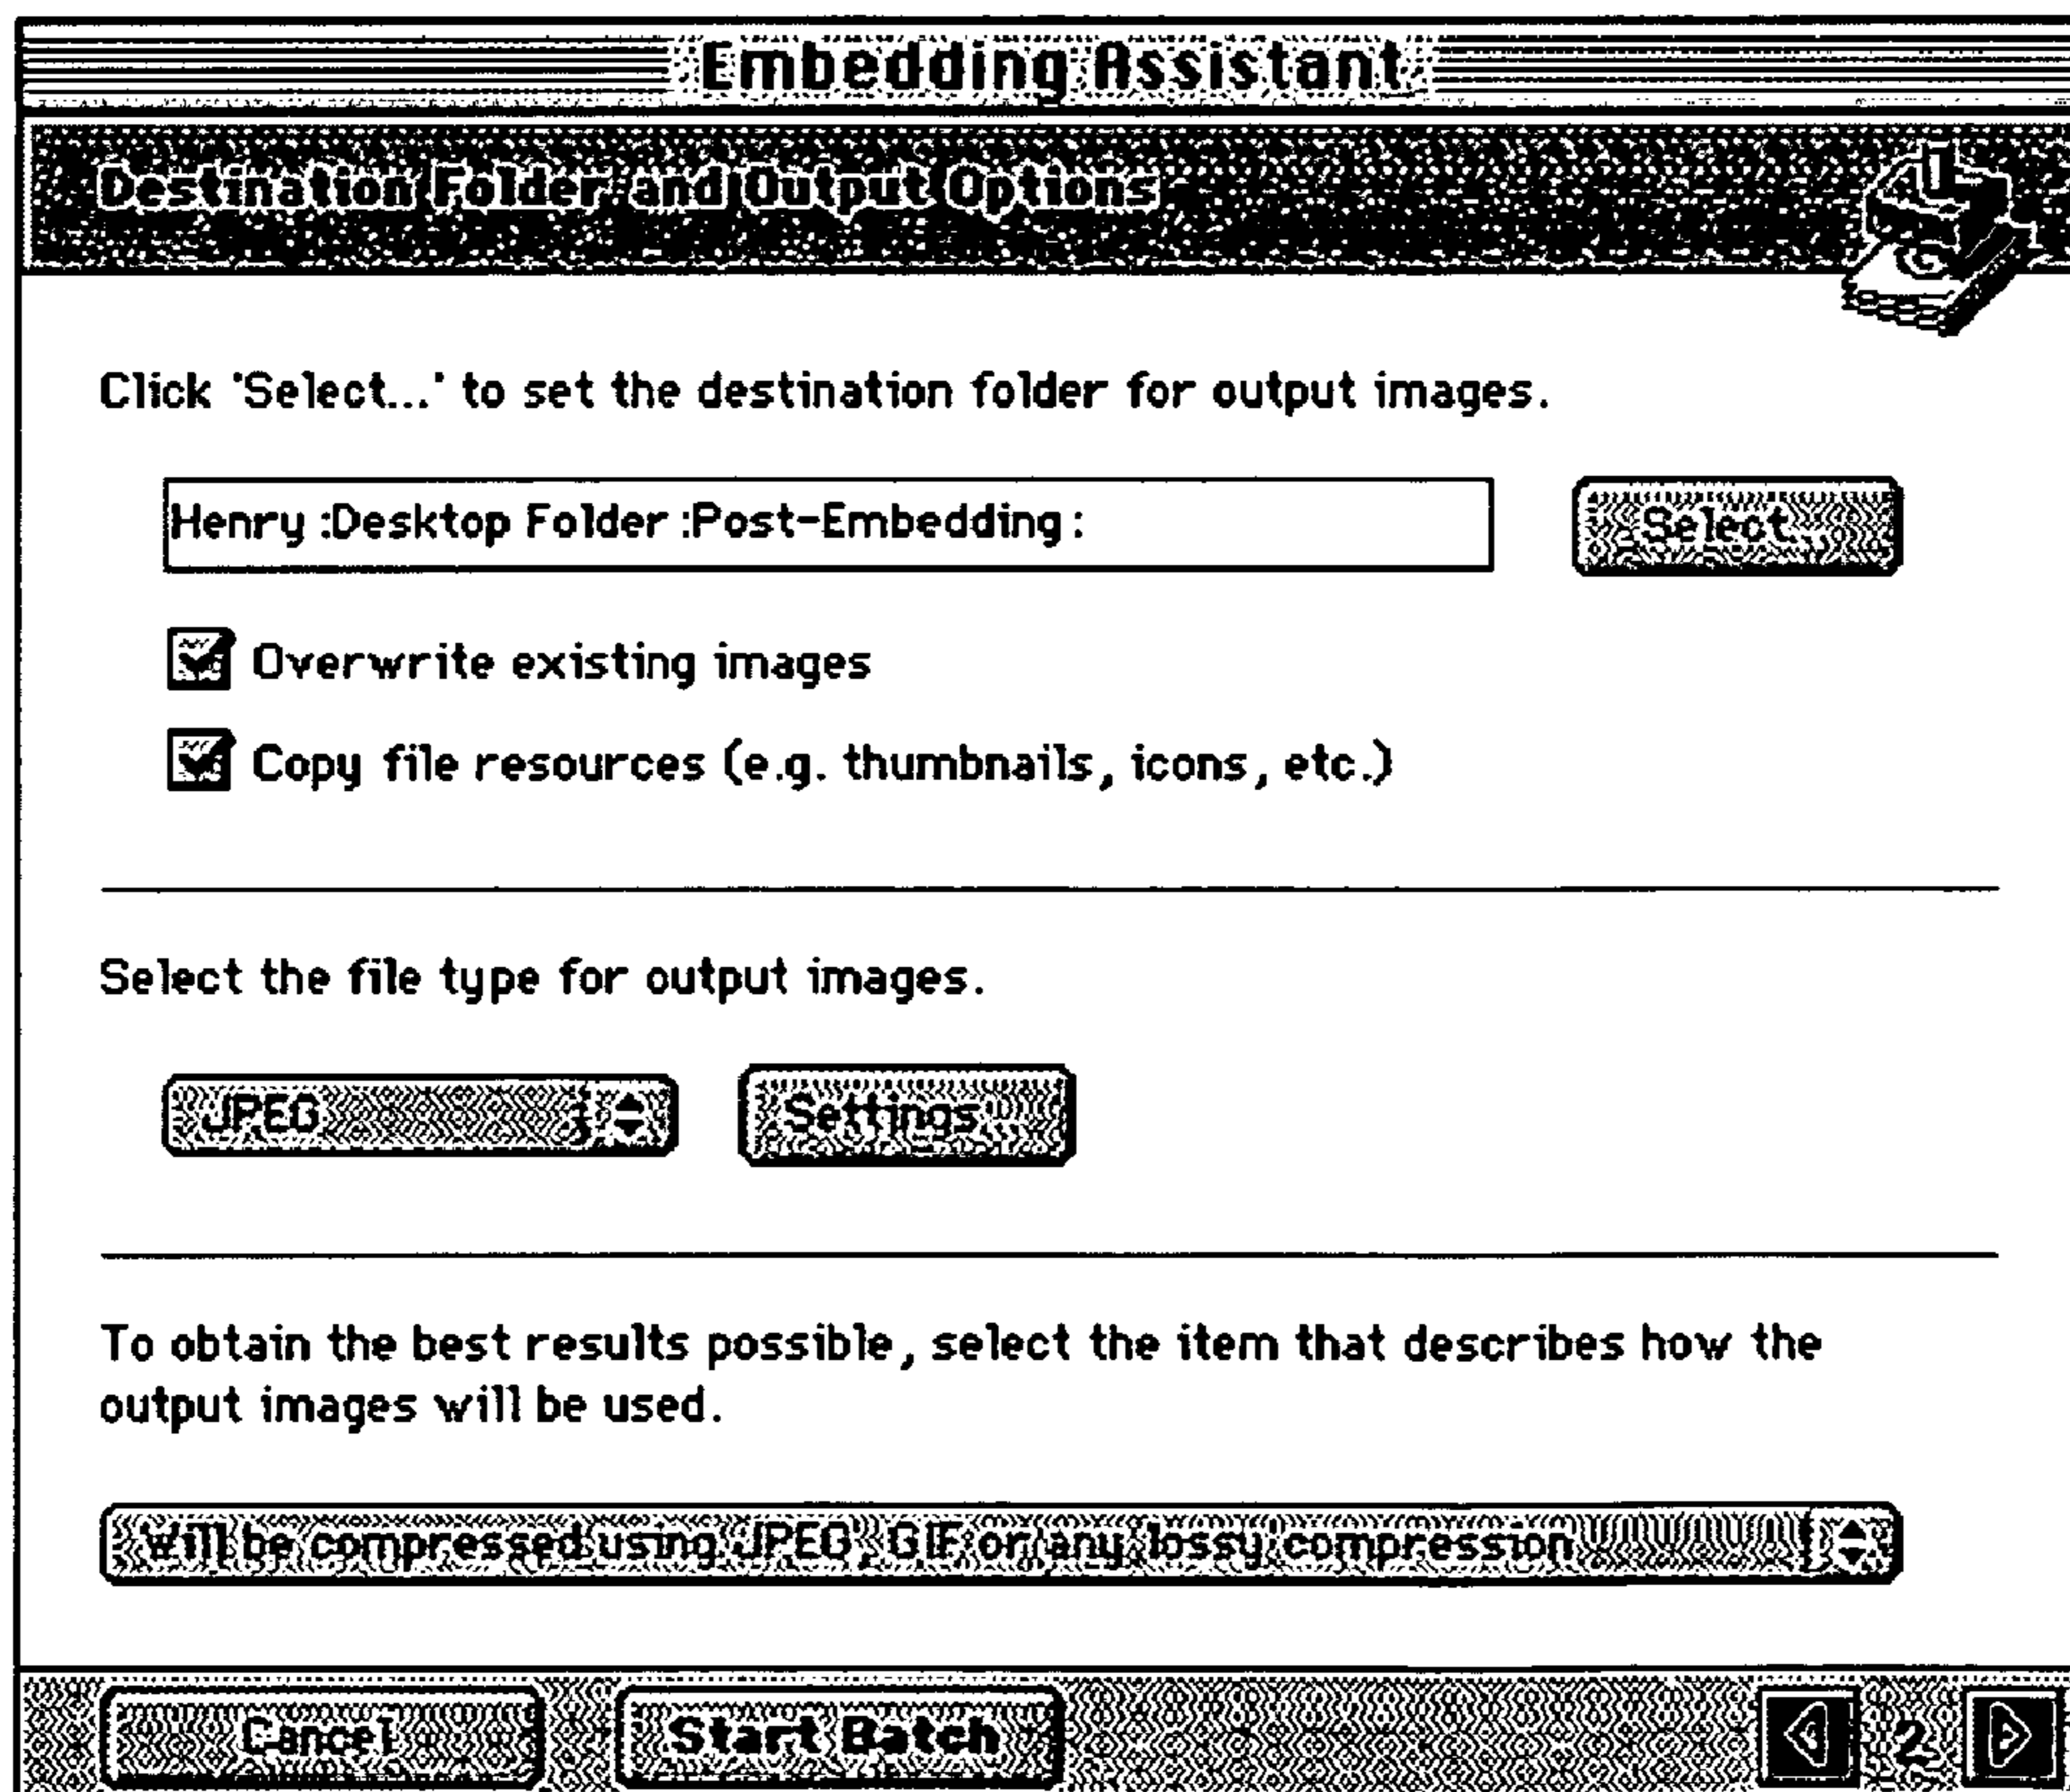 Embedding Assistant
Destination Folder and Output Options
Click 'Select...' to set the destination folder for output images.
Henry :Desktop Folder :Post-Embedding :
Select...
Overwrite existing images
Copy file resources (e.g. thumbnails, icons, etc.)
Select the file type for output images.
JPEG
Settings...
To obtain the best results possible, select the item that describes how the
output images will be used.
Will be compressed using JPEG, GIF or any lossy compression
Cancel
Start Batch
2